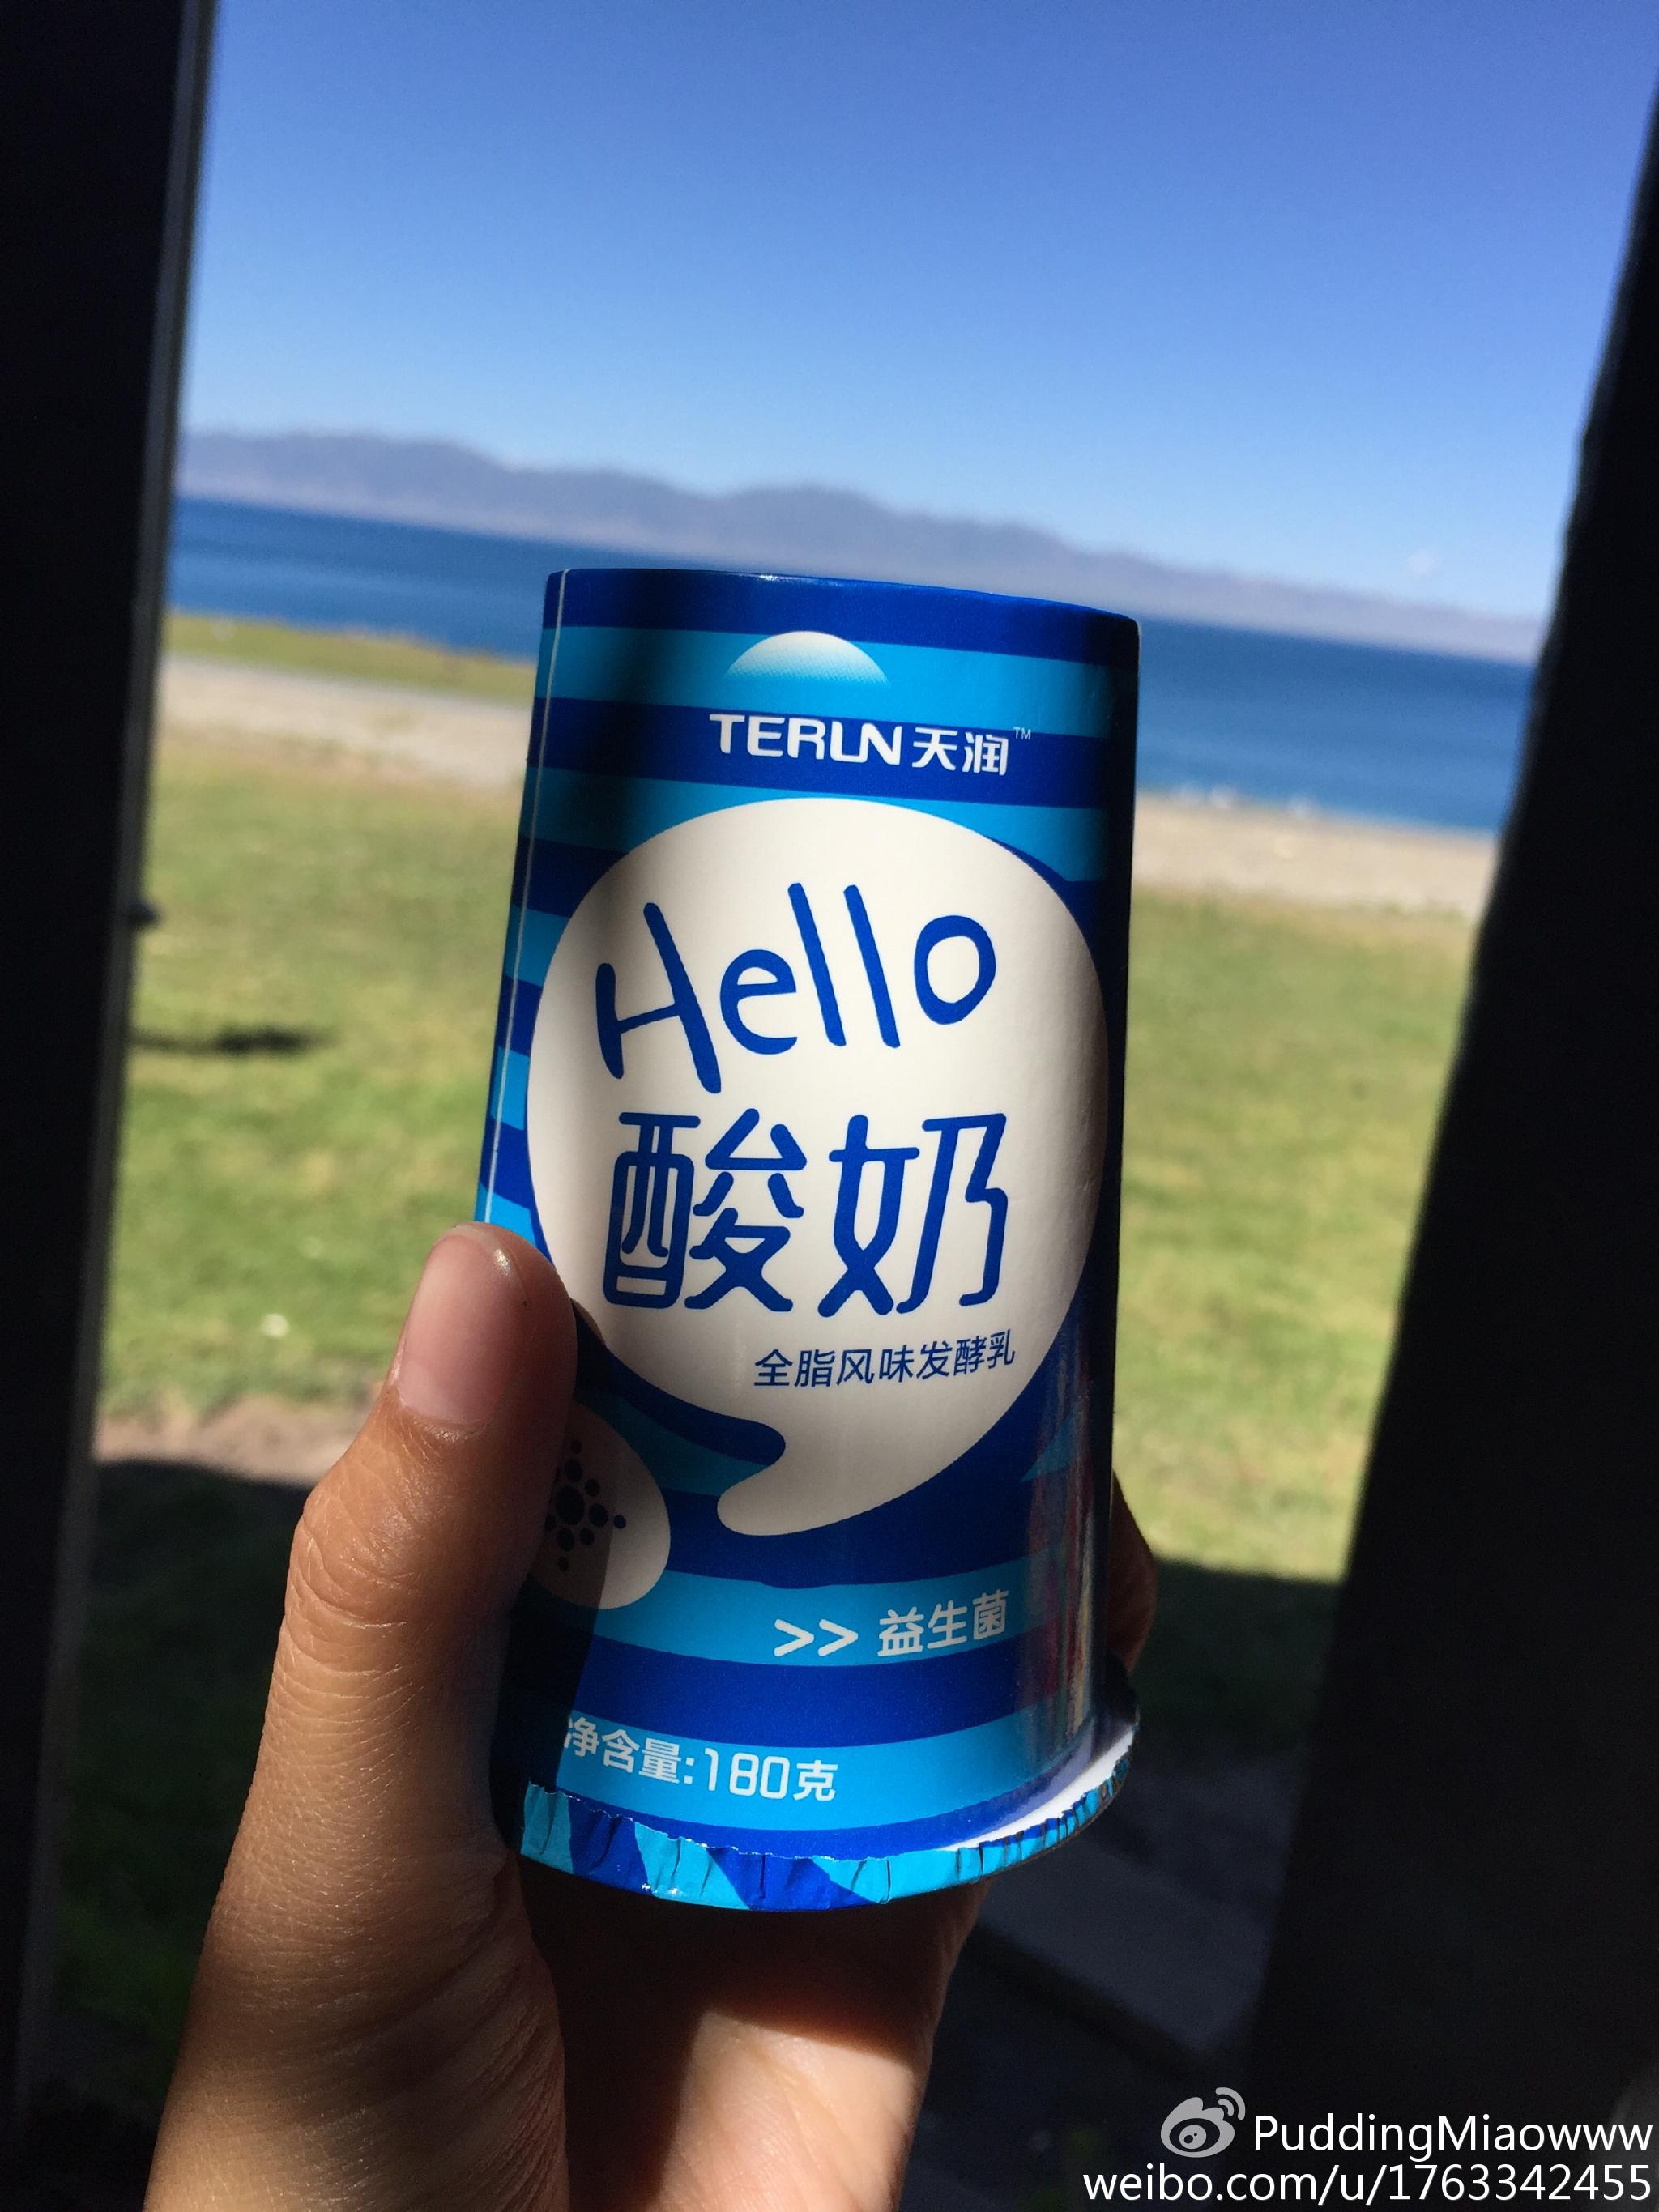 TERUN天润™
Hello
酸奶
全脂风味发酵乳
>> 益生菌
净含量:180克
PuddingMiaowww
weibo.com/u/1763342455